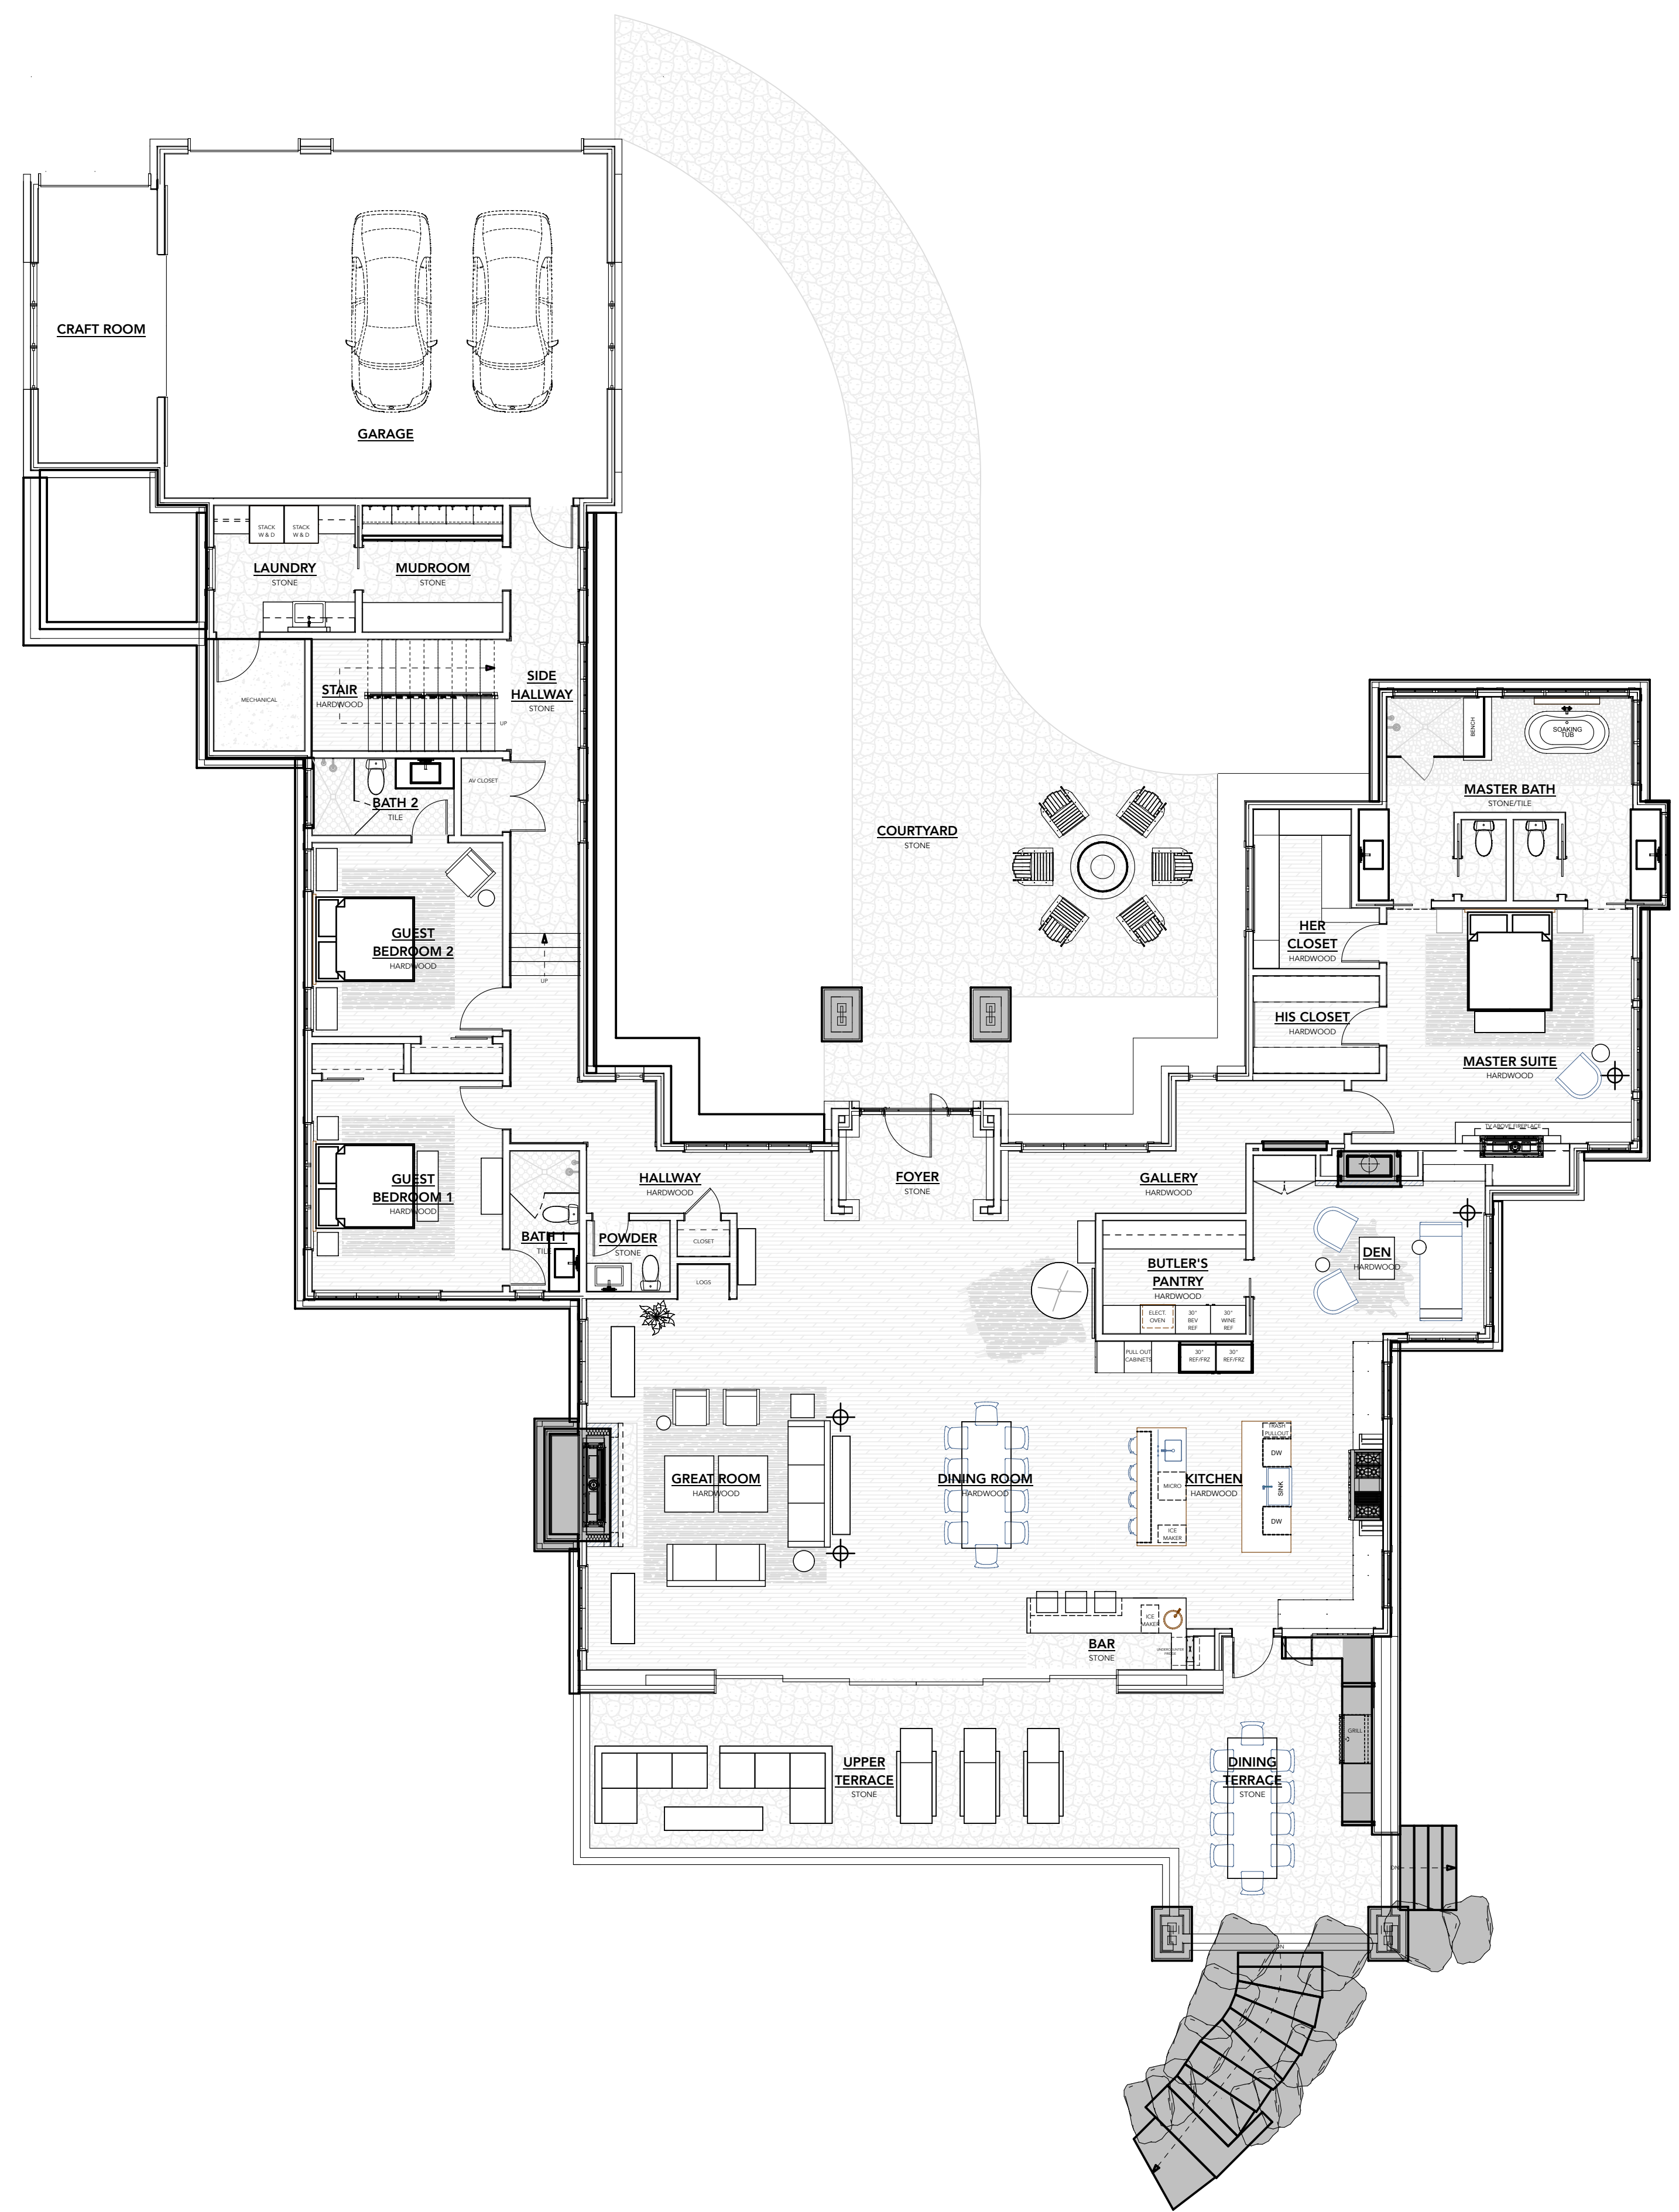 CRAFT ROOM
GARAGE
STACK
W & D
STACK
W & D
LAUNDRY
STONE
MUDROOM
STONE
MECHANICAL
STAIR
HARDWOOD
UP
SIDE
HALLWAY
STONE
BATH 2
TILE
AV CLOSET
GUEST
BEDROOM 2
HARDWOOD
UP
GUEST
BEDROOM 1
HARDWOOD
BATH 1
TILE
COURTYARD
STONE
BENCH
SOAKING
TUB
MASTER BATH
STONE/TILE
HER
CLOSET
HARDWOOD
HIS CLOSET
HARDWOOD
MASTER SUITE
HARDWOOD
TV ABOVE FIREPLACE
HALLWAY
HARDWOOD
FOYER
STONE
GALLERY
HARDWOOD
POWDER
STONE
CLOSET
LOGS
BUTLER'S
PANTRY
HARDWOOD
ELECT.
OVEN
30"
BEV
REF
30"
WINE
REF
PULL OUT
CABINETS
30"
REF/FRZ
30"
REF/FRZ
DEN
HARDWOOD
GREAT ROOM
HARDWOOD
DINING ROOM
HARDWOOD
MICRO
ICE
MAKER
KITCHEN
HARDWOOD
TRASH
PULLOUT
DW
SINK
DW
BAR
STONE
ICE
MAKER
UPPER
TERRACE
STONE
DINING
TERRACE
STONE
GRILL
DN
DN